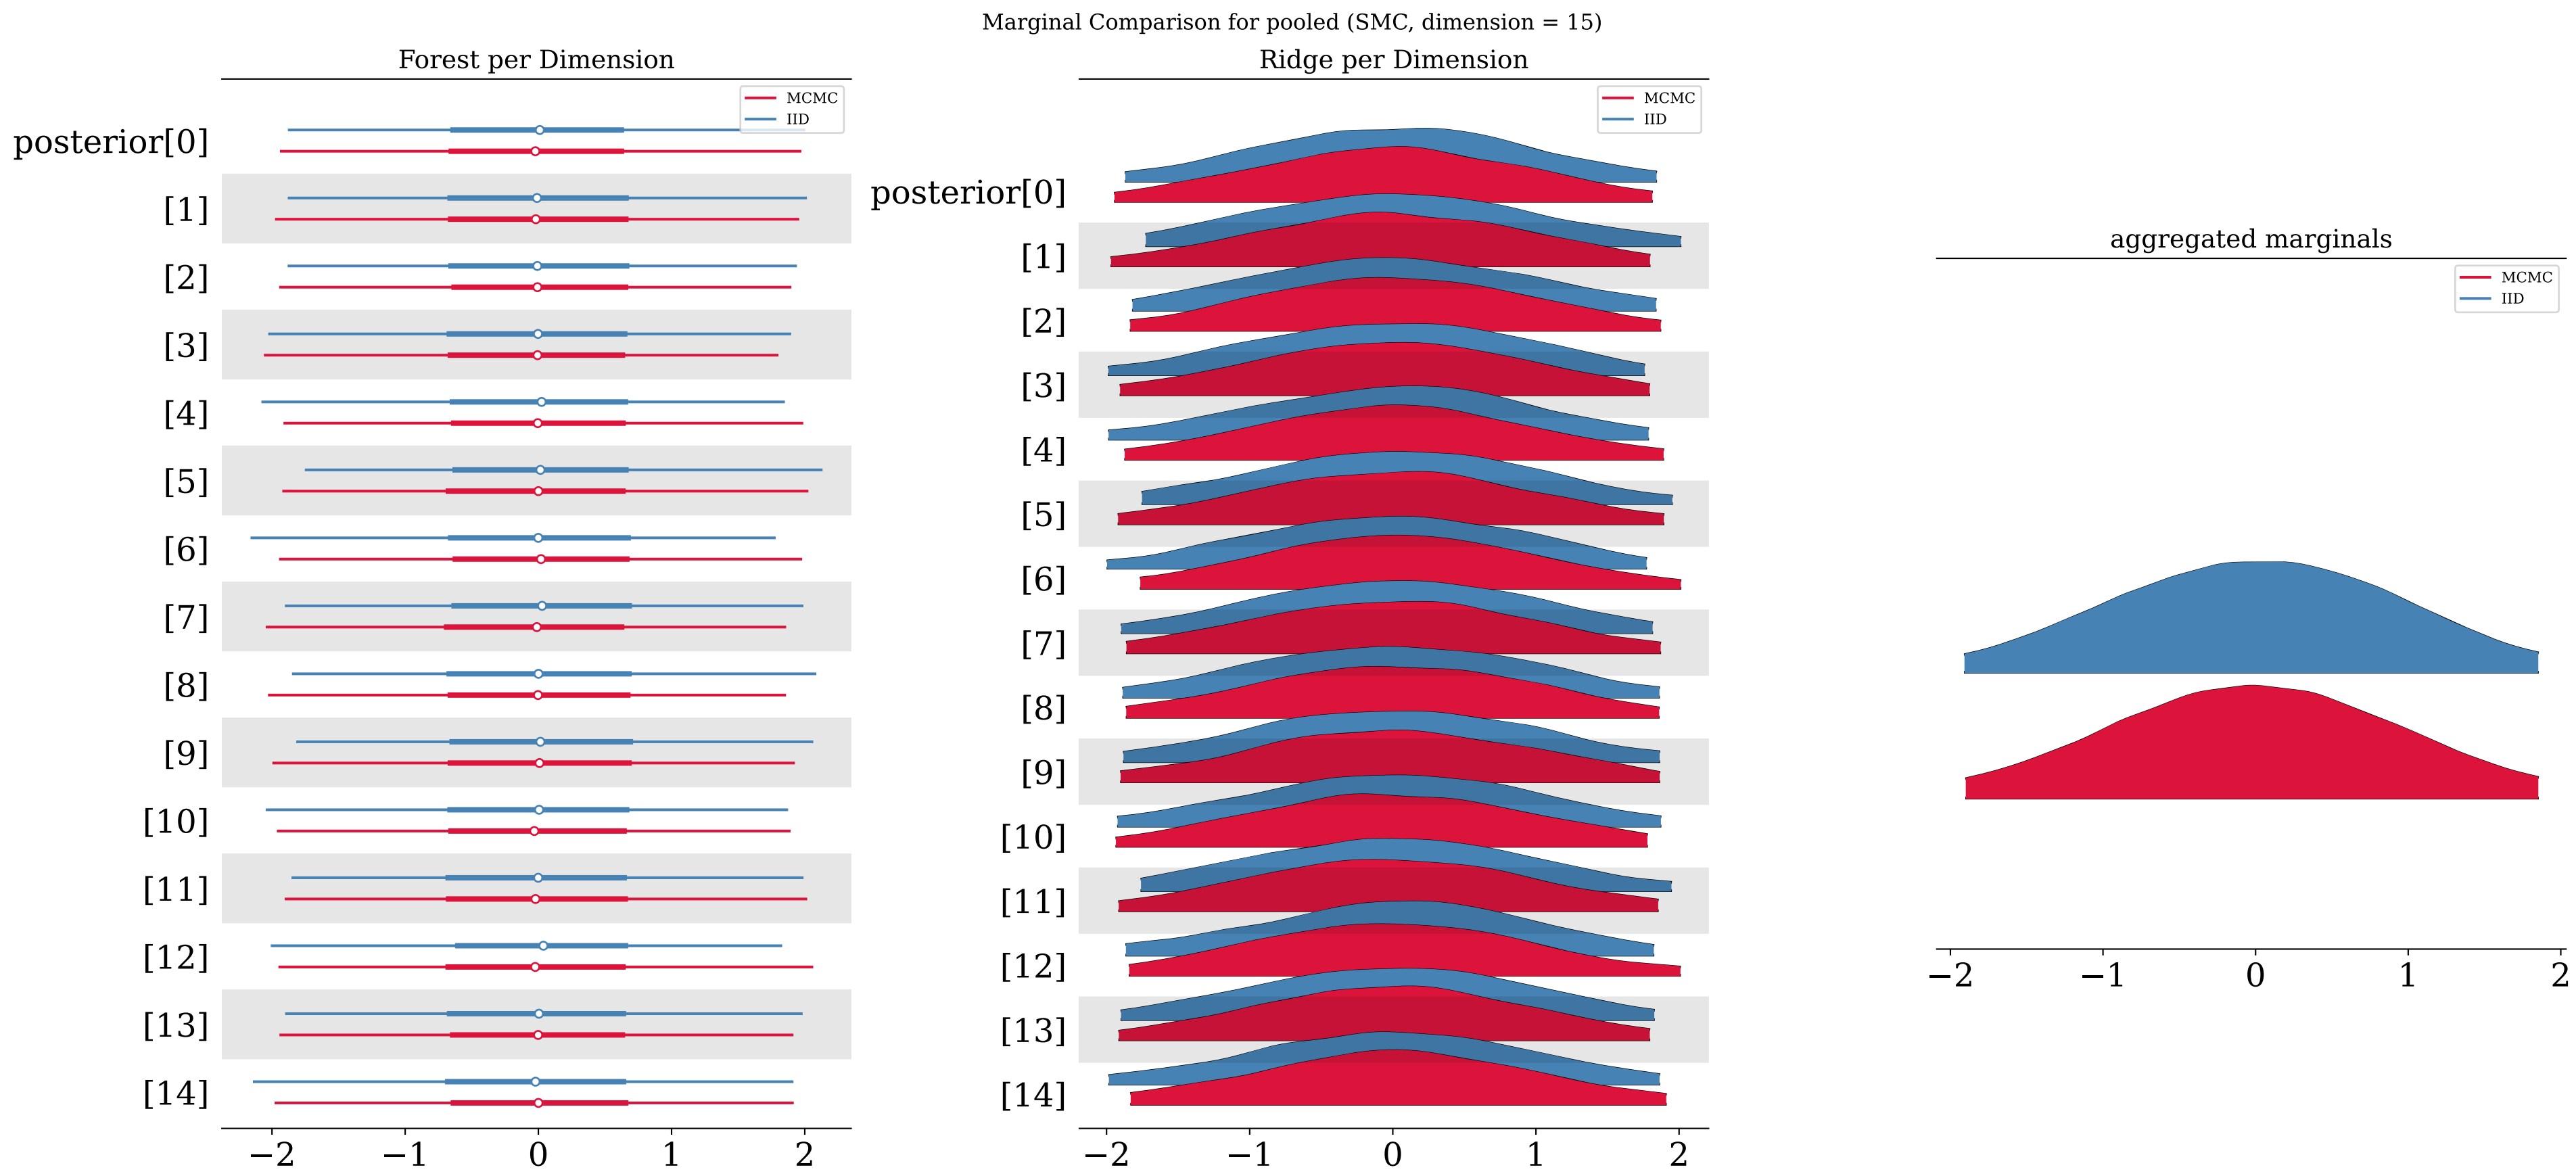 Marginal Comparison for pooled (SMC, dimension = 15)
Forest per Dimension
MCMC
IID
posterior[0]
[1]
[2]
[3]
[4]
[5]
[6]
[7]
[8]
[9]
[10]
[11]
[12]
[13]
[14]
−2 −1 0 1 2
Ridge per Dimension
MCMC
IID
posterior[0]
[1]
[2]
[3]
[4]
[5]
[6]
[7]
[8]
[9]
[10]
[11]
[12]
[13]
[14]
−2 −1 0 1 2
aggregated marginals
MCMC
IID
−2 −1 0 1 2